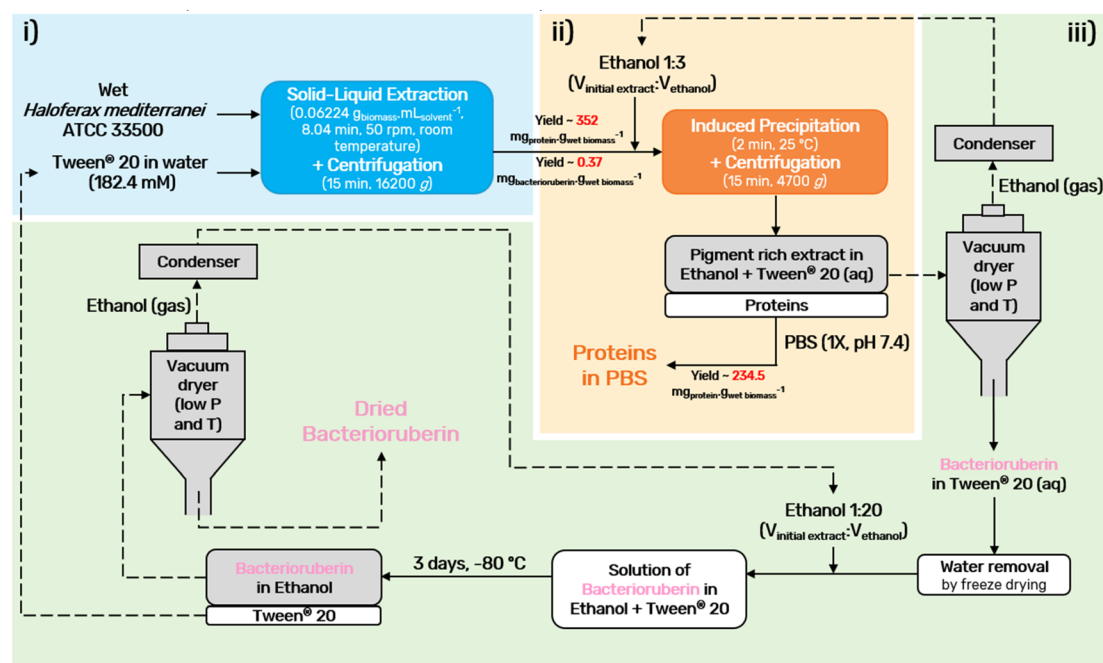 i)
Wet
Haloferax mediterranei
ATCC 33500
Tween® 20 in water
(182.4 mM)
Solid-Liquid Extraction
(0.06224 gbiomass.mLsolvent⁻¹,
8.04 min, 50 rpm, room
temperature)
+ Centrifugation
(15 min, 16200 g)
Yield ~ 352
mgprotein.gwet biomass⁻¹
Yield ~ 0.37
mgbacterioruberin.gwet biomass⁻¹
ii)
Ethanol 1:3
(Vinitial extract:Vethanol)
Induced Precipitation
(2 min, 25 °C)
+ Centrifugation
(15 min, 4700 g)
Pigment rich extract in
Ethanol + Tween® 20 (aq)
Proteins
PBS (1X, pH 7.4)
Proteins
in PBS
Yield ~ 234.5
mgprotein.gwet biomass⁻¹
iii)
Condenser
Ethanol (gas)
Vacuum
dryer
(low P
and T)
Bacterioruberin
in Tween® 20 (aq)
Water removal
by freeze drying
Ethanol 1:20
(Vinitial extract:Vethanol)
Solution of
Bacterioruberin in
Ethanol + Tween® 20
3 days, -80 °C
Bacterioruberin
in Ethanol
Tween® 20
Condenser
Ethanol (gas)
Vacuum
dryer
(low P
and T)
Dried
Bacterioruberin